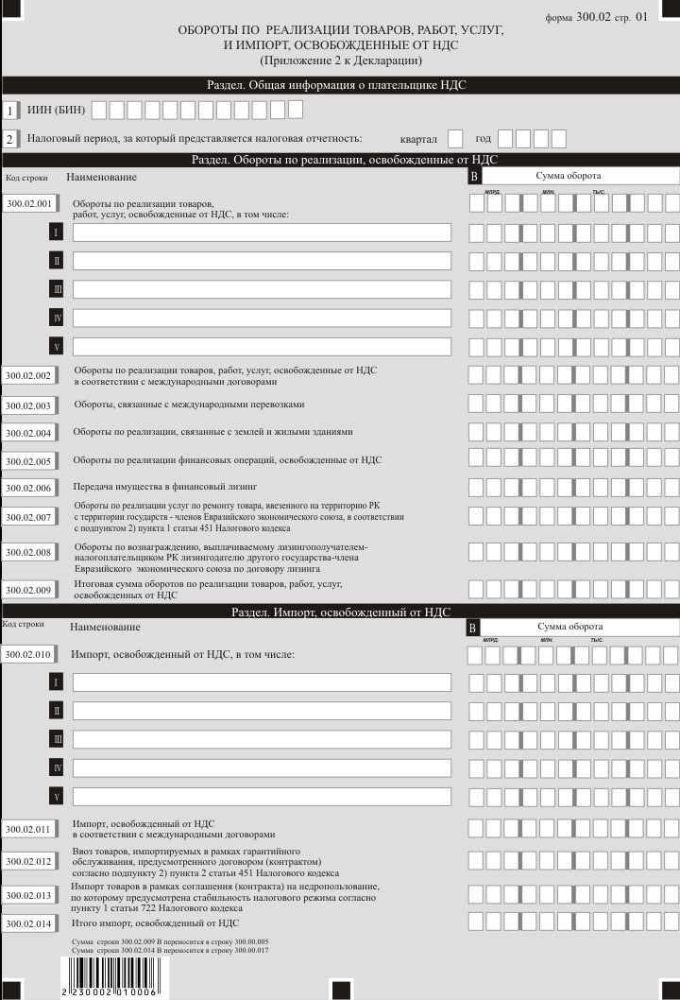 форма 300.02 стр. 01
ОБОРОТЫ ПО РЕАЛИЗАЦИИ ТОВАРОВ, РАБОТ, УСЛУГ,
И ИМПОРТ, ОСВОБОЖДЕННЫЕ ОТ НДС
(Приложение 2 к Декларации)
Раздел. Общая информация о плательщике НДС
1 ИИН (БИН)
2 Налоговый период, за который представляется налоговая отчетность: квартал год
Раздел. Обороты по реализации, освобожденные от НДС
Код строки Наименование B Сумма оборота
МЛРД. МЛН. ТЫС.
300.02.001 Обороты по реализации товаров,
работ, услуг, освобожденные от НДС, в том числе:
I
II
III
IV
V
300.02.002 Обороты по реализации товаров, работ, услуг, освобожденные от НДС
в соответствии с международными договорами
300.02.003 Обороты, связанные с международными перевозками
300.02.004 Обороты по реализации, связанные с землей и жилыми зданиями
300.02.005 Обороты по реализации финансовых операций, освобожденные от НДС
300.02.006 Передача имущества в финансовый лизинг
300.02.007 Обороты по реализации услуг по ремонту товара, ввезенного на территорию РК
с территории государств - членов Евразийского экономического союза, в соответствии
с подпунктом 2) пункта 1 статьи 451 Налогового кодекса
300.02.008 Обороты по вознаграждению, выплачиваемому лизингополучателем-
налогоплательщиком РК лизингодателю другого государства-члена
Евразийского экономического союза по договору лизинга
300.02.009 Итоговая сумма оборотов по реализации товаров, работ, услуг,
освобожденных от НДС
Раздел. Импорт, освобожденный от НДС
Код строки Наименование B Сумма оборота
МЛРД. МЛН. ТЫС.
300.02.010 Импорт, освобожденный от НДС, в том числе:
I
II
III
IV
V
300.02.011 Импорт, освобожденный от НДС
в соответствии с международными договорами
300.02.012 Ввоз товаров, импортируемых в рамках гарантийного
обслуживания, предусмотренного договором (контрактом)
согласно подпункту 2) пункта 2 статьи 451 Налогового кодекса
300.02.013 Импорт товаров в рамках соглашения (контракта) на недропользование,
по которому предусмотрена стабильность налогового режима согласно
пункту 1 статьи 722 Налогового кодекса
300.02.014 Итого импорт, освобожденный от НДС
Сумма строки 300.02.009 В переносится в строку 300.00.005
Сумма строки 300.02.014 В переносится в строку 300.00.017
2 230002 010006